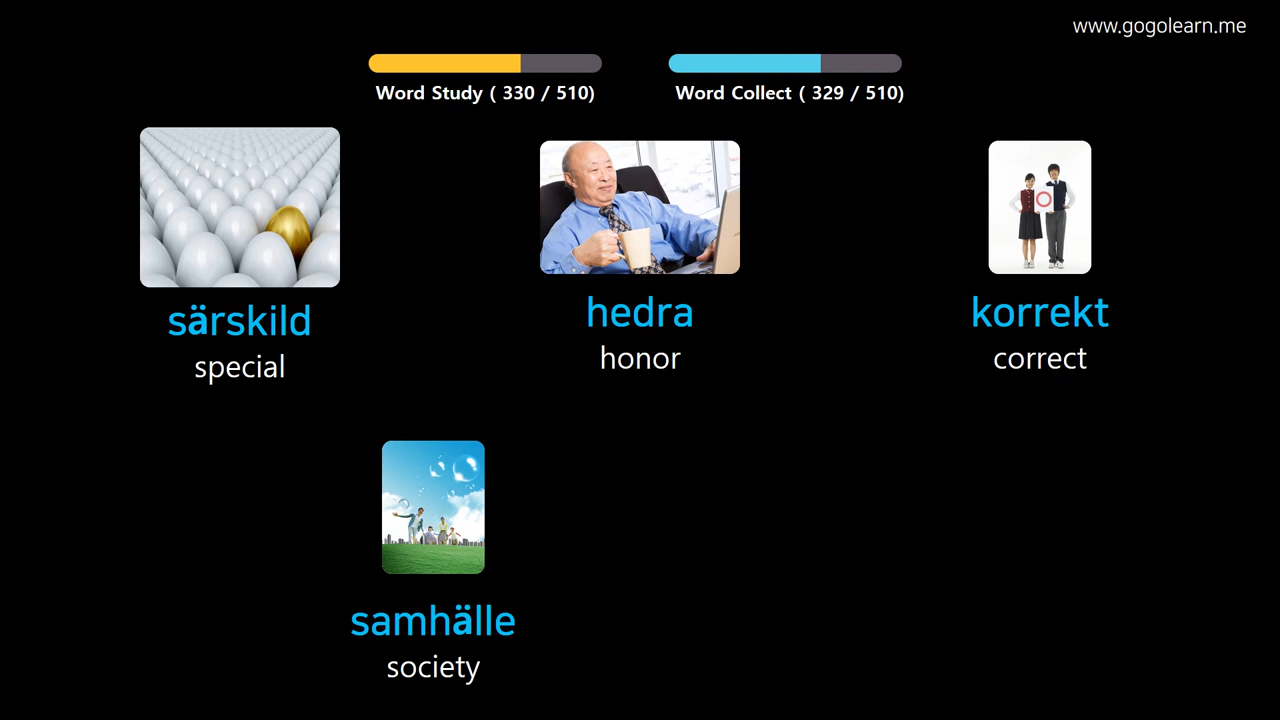 www.gogolearn.me
Word Study ( 330 / 510)
Word Collect ( 329 / 510)
särskild
special
hedra
honor
korrekt
correct
samhälle
society